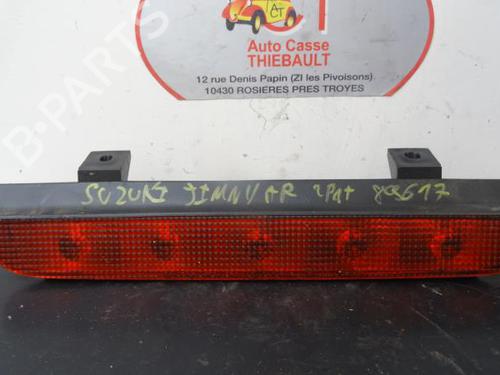 CT
AT
Auto Casse
THIEBAULT
12 rue Denis Papin (ZI les Pivoisons)
10430 ROSIERES PRES TROYES
B-PARTS
SUZUKI JIMNY AR